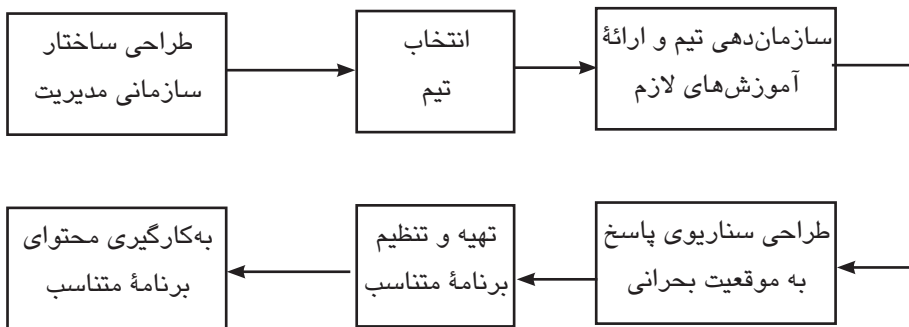 طراحی ساختار
سازمانی مدیریت
انتخاب
تیم
سازمان‌دهی تیم و ارائهٔ
آموزش‌های لازم
طراحی سناریوی پاسخ
به موقعیت بحرانی
تهیه و تنظیم
برنامهٔ متناسب
به‌کارگیری محتوای
برنامهٔ متناسب